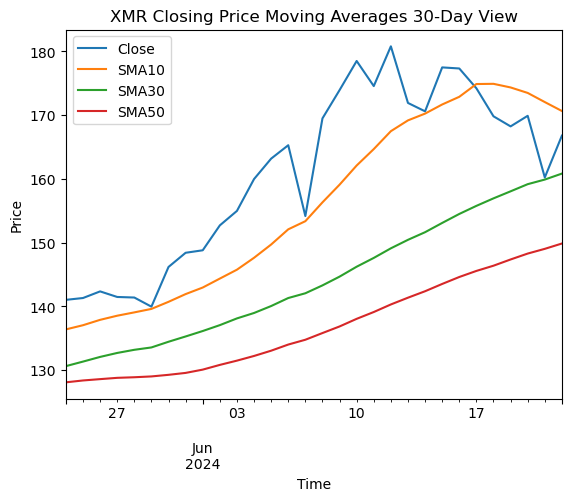 XMR Closing Price Moving Averages 30-Day View
Close
SMA10
SMA30
SMA50
Price
180
170
160
150
140
130
27 03 10 17
Jun
2024
Time